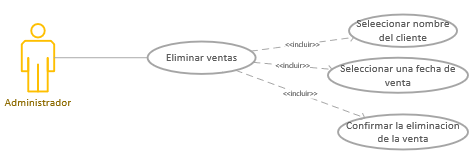 Seleecionar nombre
del cliente
<<incluir>>
Eliminar ventas
<<incluir>>
Seleccionar una fecha de
venta
<<incluir>>
Administrador
Confirmar la eliminacion
de la venta